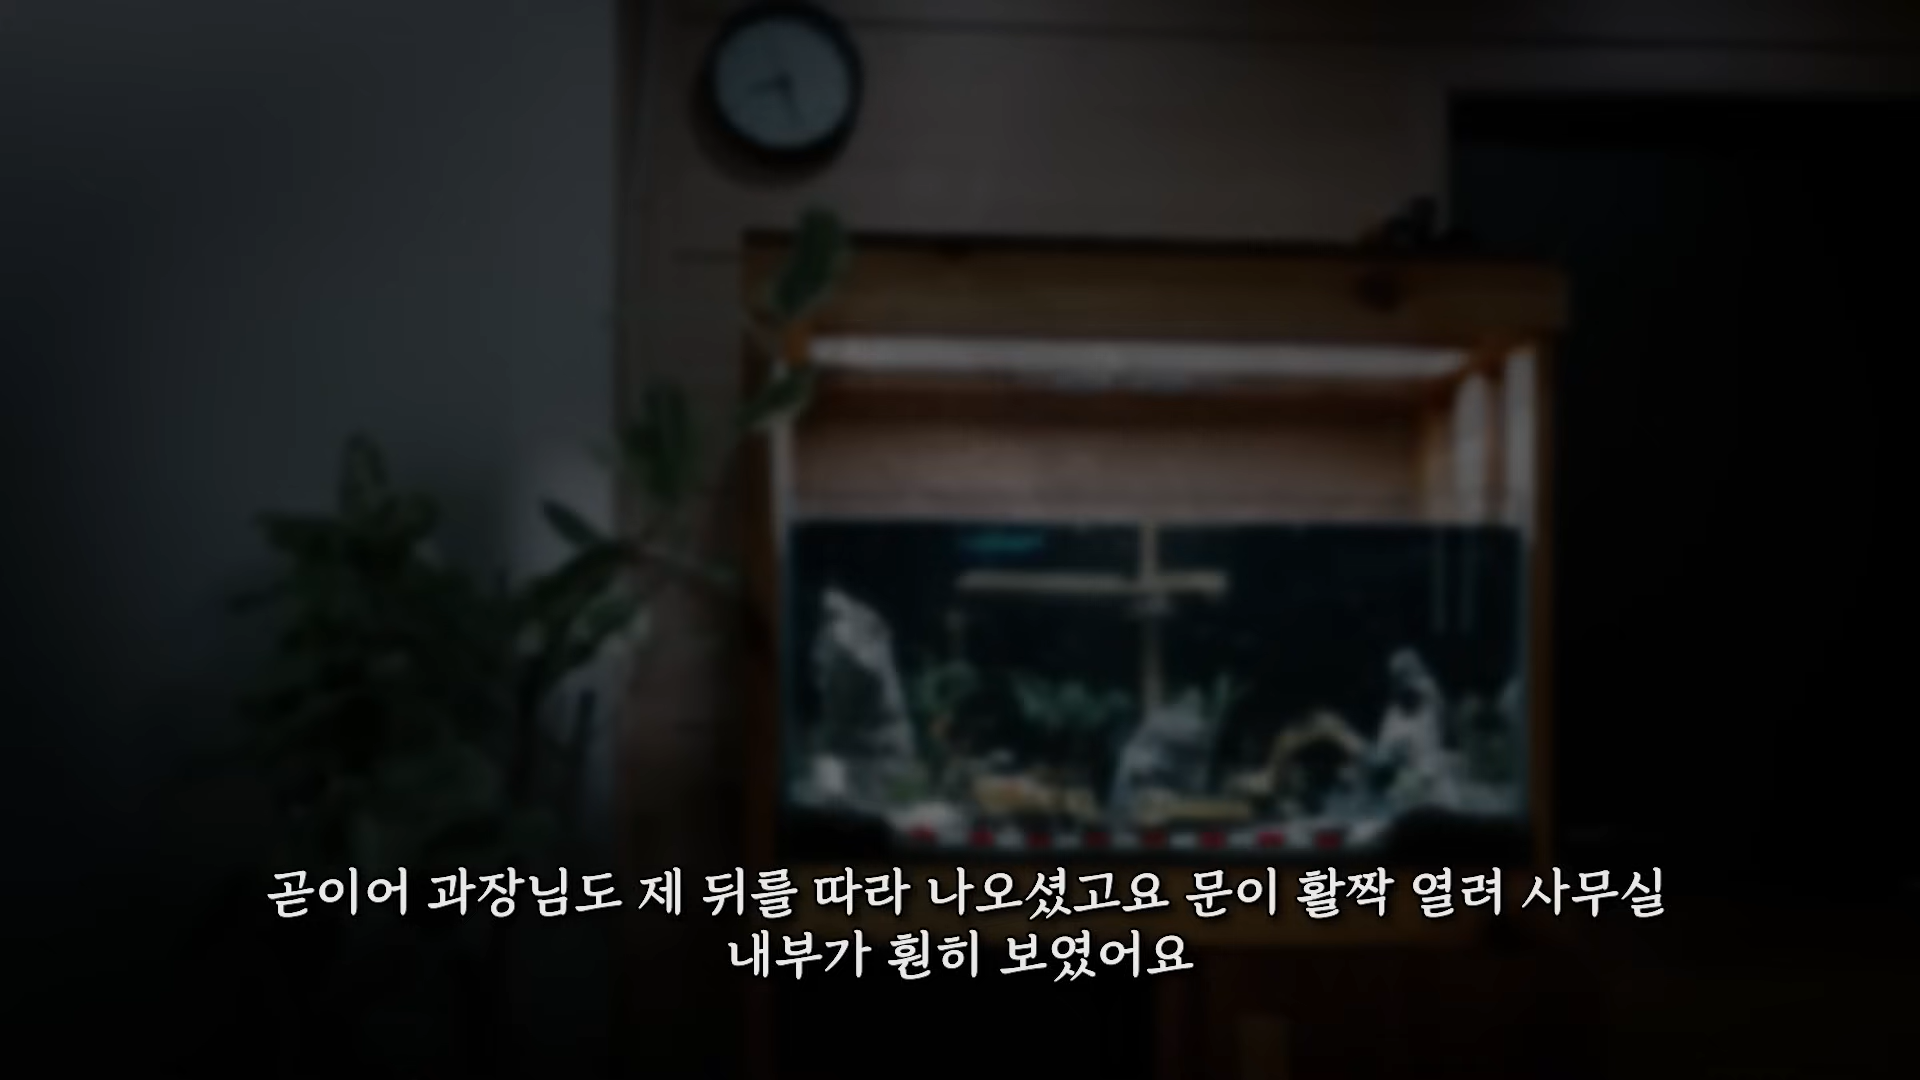 곧이어 과장님도 제 뒤를 따라 나오셨고요 문이 활짝 열려 사무실
내부가 훤히 보였어요